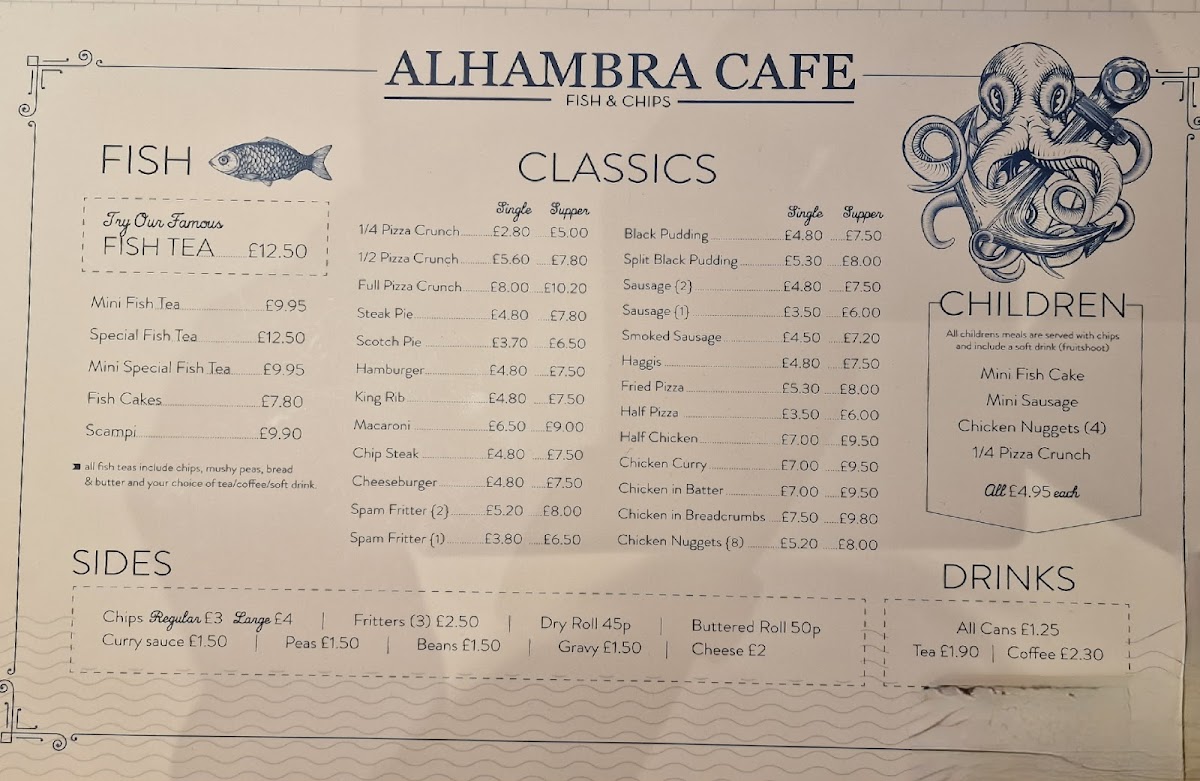 ALHAMBRA CAFE
FISH & CHIPS
FISH
Try Our Famous
FISH TEA £12.50
Mini Fish Tea £9.95
Special Fish Tea £12.50
Mini Special Fish Tea £9.95
Fish Cakes £7.80
Scampi £9.90
all fish teas include chips, mushy peas, bread
& butter and your choice of tea/coffee/soft drink.
CLASSICS
Single Supper
1/4 Pizza Crunch £2.80 £5.00
1/2 Pizza Crunch £5.60 £7.80
Full Pizza Crunch £8.00 £10.20
Steak Pie £4.80 £7.80
Scotch Pie £3.70 £6.50
Hamburger £4.80 £7.50
King Rib £4.80 £7.50
Macaroni £6.50 £9.00
Chip Steak £4.80 £7.50
Cheeseburger £4.80 £7.50
Spam Fritter {2} £5.20 £8.00
Spam Fritter {1} £3.80 £6.50
Single Supper
Black Pudding £4.80 £7.50
Split Black Pudding £5.30 £8.00
Sausage {2} £4.80 £7.50
Sausage {1} £3.50 £6.00
Smoked Sausage £4.50 £7.20
Haggis £4.80 £7.50
Fried Pizza £5.30 £8.00
Half Pizza £3.50 £6.00
Half Chicken £7.00 £9.50
Chicken Curry £7.00 £9.50
Chicken in Batter £7.00 £9.50
Chicken in Breadcrumbs £7.50 £9.80
Chicken Nuggets {8} £5.20 £8.00
CHILDREN
All childrens meals are served with chips
and include a soft drink (fruitshoot)
Mini Fish Cake
Mini Sausage
Chicken Nuggets (4)
1/4 Pizza Crunch
All £4.95 each
SIDES
Chips Regular £3 Large £4 | Fritters (3) £2.50 | Dry Roll 45p | Buttered Roll 50p
Curry sauce £1.50 | Peas £1.50 | Beans £1.50 | Gravy £1.50 | Cheese £2
DRINKS
All Cans £1.25
Tea £1.90 | Coffee £2.30